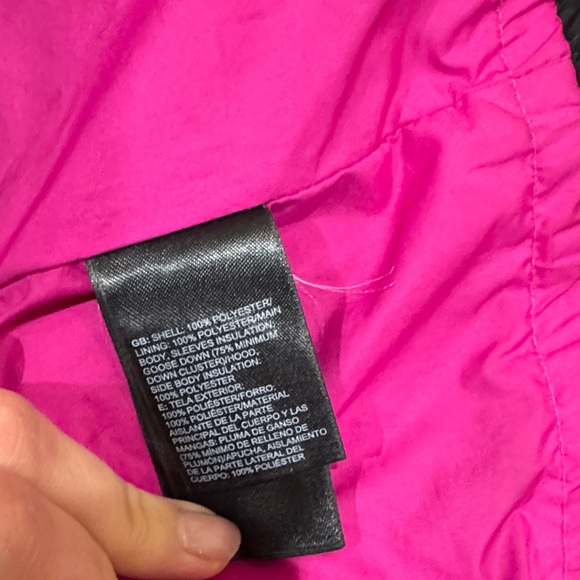 GB: SHELL: 100% POLYESTER/
LINING: 100% POLYESTER/MAIN
BODY, SLEEVES INSULATION:
GOOSE DOWN (75% MINIMUM
DOWN CLUSTER)/HOOD,
SIDE BODY INSULATION:
100% POLYESTER
E: TELA EXTERIOR:
100% POLIÉSTER/FORRO:
100% POLIÉSTER/MATERIAL
AISLANTE DE LA PARTE
PRINCIPAL DEL CUERPO Y LAS
MANGAS: PLUMA DE GANSO
(75% MÍNIMO DE RELLENO DE
PLUMÓN)/APUCHA, AISLAMIENTO
DE LA PARTE LATERAL DEL
CUERPO: 100% POLIÉSTER